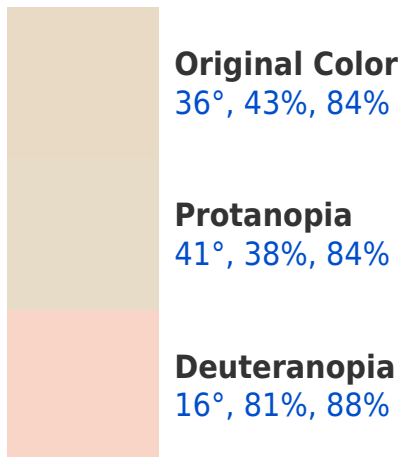 Original Color
36°, 43%, 84%
Protanopia
41°, 38%, 84%
Deuteranopia
16°, 81%, 88%